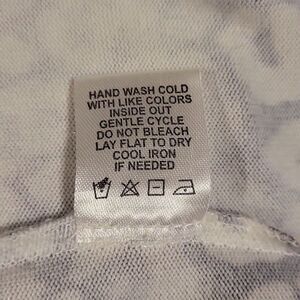 HAND WASH COLD
WITH LIKE COLORS
INSIDE OUT
GENTLE CYCLE
DO NOT BLEACH
LAY FLAT TO DRY
COOL IRON
IF NEEDED